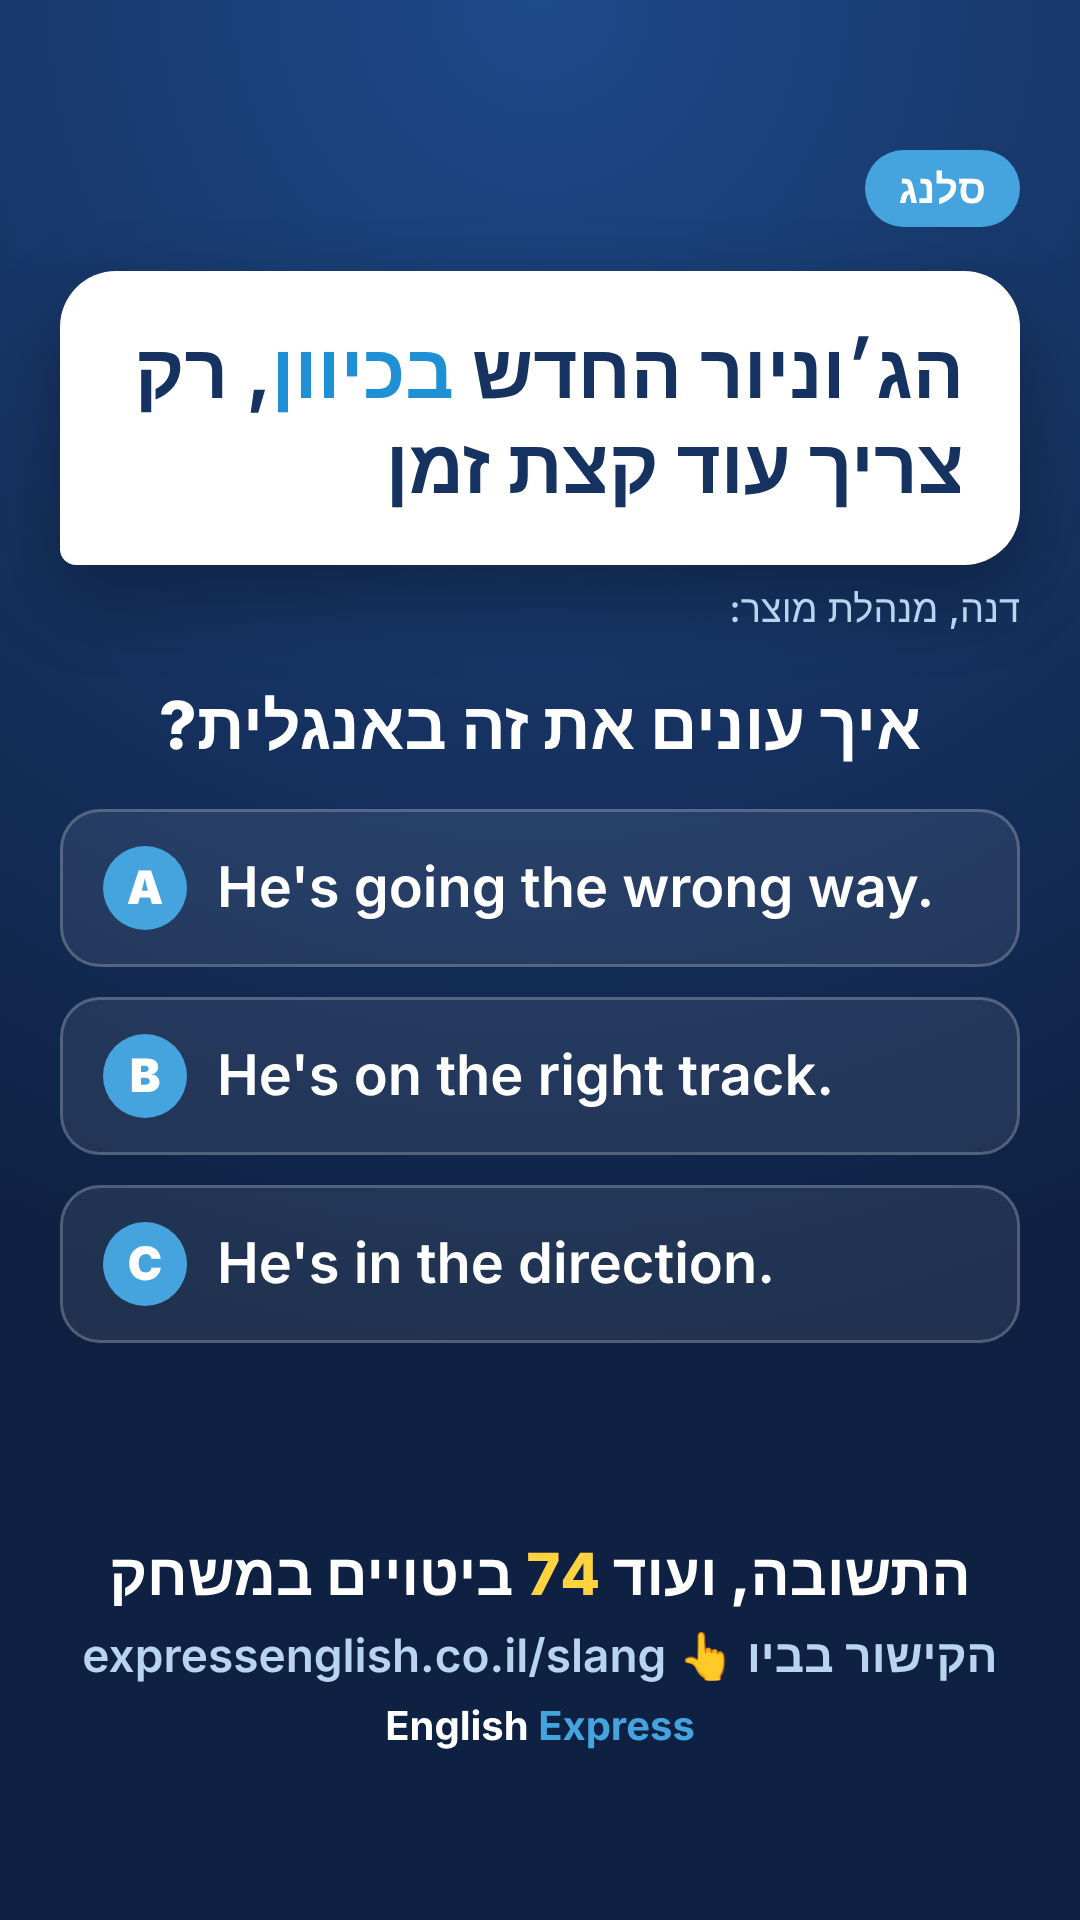 סלנג
הג׳וניור החדש בכיוון, רק
צריך עוד קצת זמן
דנה, מנהלת מוצר:
איך עונים את זה באנגלית?
A He's going the wrong way.
B He's on the right track.
C He's in the direction.
התשובה, ועוד 74 ביטויים במשחק
הקישור בביו 👆 expressenglish.co.il/slang
English Express